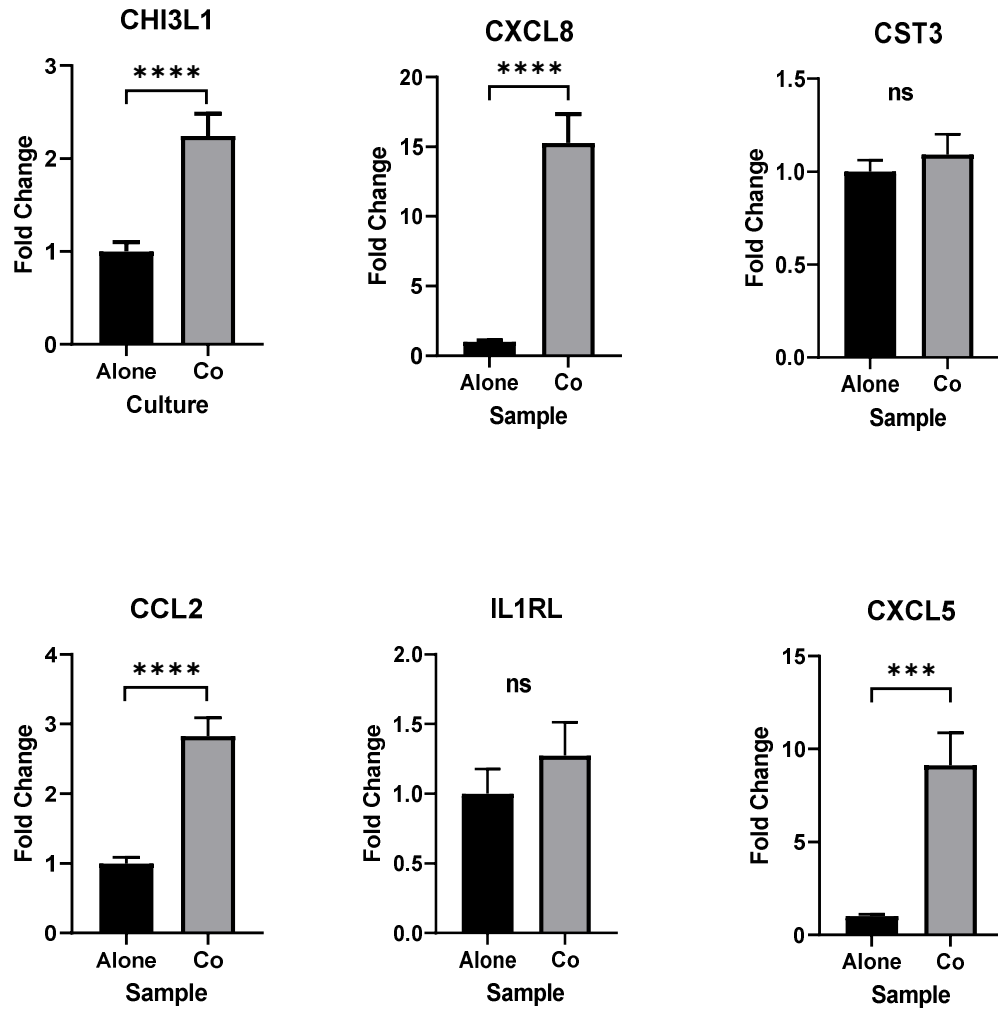 CHI3L1
****
3
2
1
0
Fold Change
Alone Co
Culture
CXCL8
****
20
15
10
5
0
Fold Change
Alone Co
Sample
CST3
ns
1.5
1.0
0.5
0.0
Fold Change
Alone Co
Sample
CCL2
****
4
3
2
1
0
Fold Change
Alone Co
Sample
IL1RL
ns
2.0
1.5
1.0
0.5
0.0
Fold Change
Alone Co
Sample
CXCL5
***
15
10
5
0
Fold Change
Alone Co
Sample